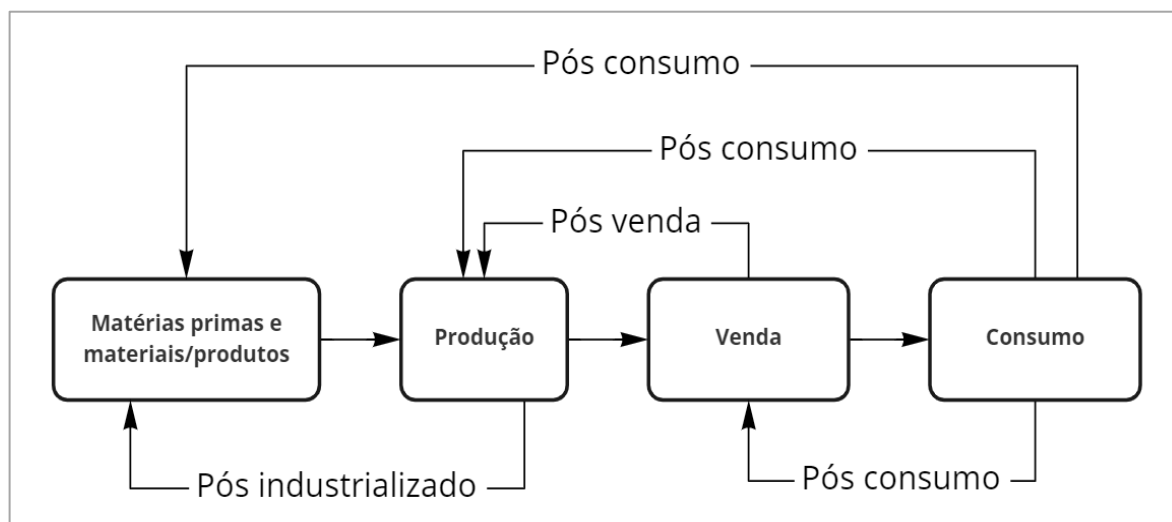 Pós consumo
Pós consumo
Pós venda
Matérias primas e
materiais/produtos
Produção
Venda
Consumo
Pós industrializado
Pós consumo